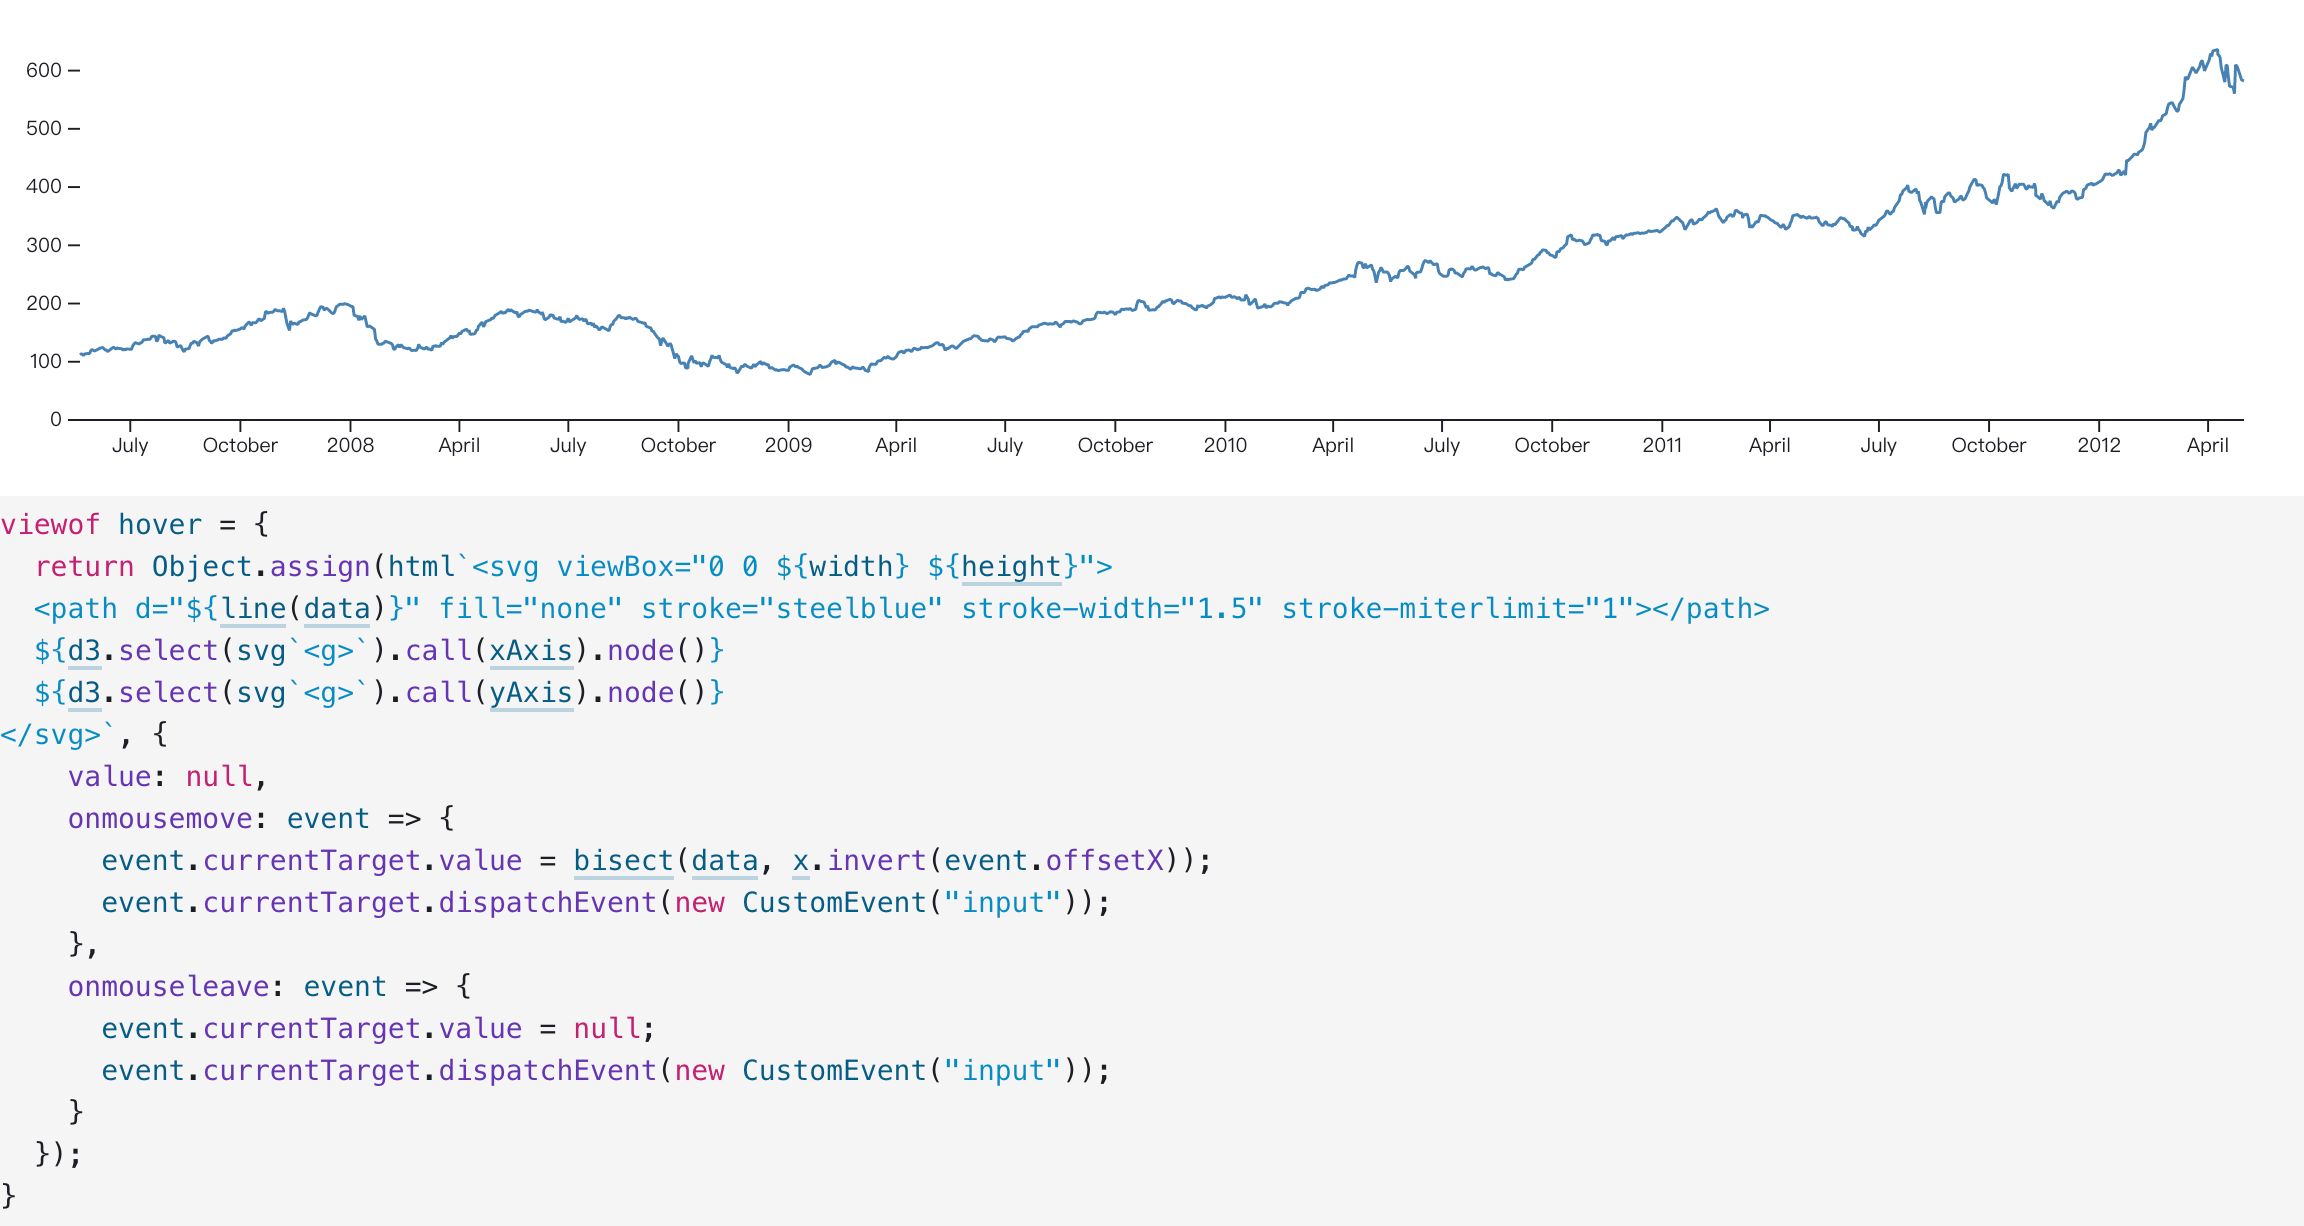 600
500
400
300
200
100
0
July October 2008 April July October 2009 April July October 2010 April July October 2011 April July October 2012 April
viewof hover = {
  return Object.assign(html`<svg viewBox="0 0 ${width} ${height}">
  <path d="${line(data)}" fill="none" stroke="steelblue" stroke-width="1.5" stroke-miterlimit="1"></path>
  ${d3.select(svg`<g>`).call(xAxis).node()}
  ${d3.select(svg`<g>`).call(yAxis).node()}
</svg>`, {
    value: null,
    onmousemove: event => {
      event.currentTarget.value = bisect(data, x.invert(event.offsetX));
      event.currentTarget.dispatchEvent(new CustomEvent("input"));
    },
    onmouseleave: event => {
      event.currentTarget.value = null;
      event.currentTarget.dispatchEvent(new CustomEvent("input"));
    }
  });
}